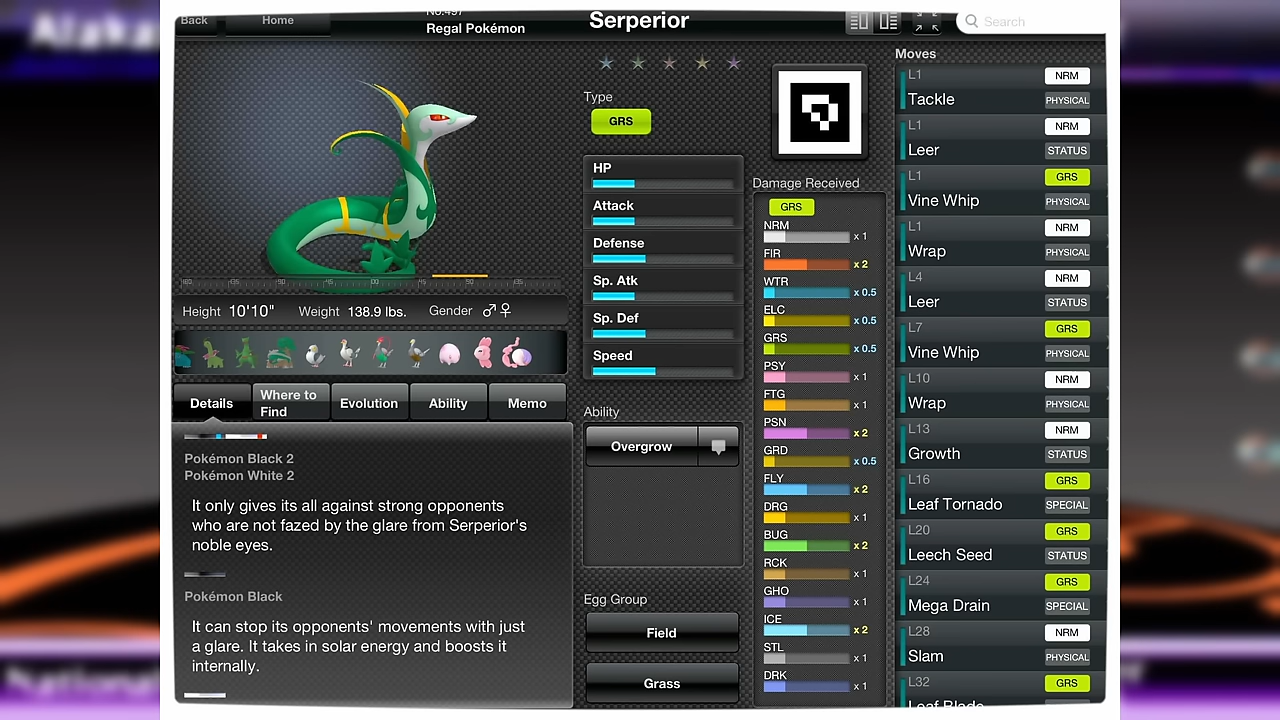 Back
Home
No.497
Regal Pokémon
Serperior
Search
Type
GRS
HP
Attack
Defense
Sp. Atk
Sp. Def
Speed
Height 10'10" Weight 138.9 lbs. Gender ♂♀
Details
Where to
Find
Evolution
Ability
Memo
Pokémon Black 2
Pokémon White 2
It only gives its all against strong opponents
who are not fazed by the glare from Serperior's
noble eyes.
Pokémon Black
It can stop its opponents' movements with just
a glare. It takes in solar energy and boosts it
internally.
Ability
Overgrow
Egg Group
Field
Grass
Damage Received
GRS
NRM x 1
FIR x 2
WTR x 0.5
ELC x 0.5
GRS x 0.5
PSY x 1
FTG x 1
PSN x 2
GRD x 0.5
FLY x 2
DRG x 1
BUG x 2
RCK x 1
GHO x 1
ICE x 2
STL x 1
DRK x 1
Moves
L1 NRM
Tackle PHYSICAL
L1 NRM
Leer STATUS
L1 GRS
Vine Whip PHYSICAL
L1 NRM
Wrap PHYSICAL
L4 NRM
Leer STATUS
L7 GRS
Vine Whip PHYSICAL
L10 NRM
Wrap PHYSICAL
L13 NRM
Growth STATUS
L16 GRS
Leaf Tornado SPECIAL
L20 GRS
Leech Seed STATUS
L24 GRS
Mega Drain SPECIAL
L28 NRM
Slam PHYSICAL
L32 GRS
Leaf Blade